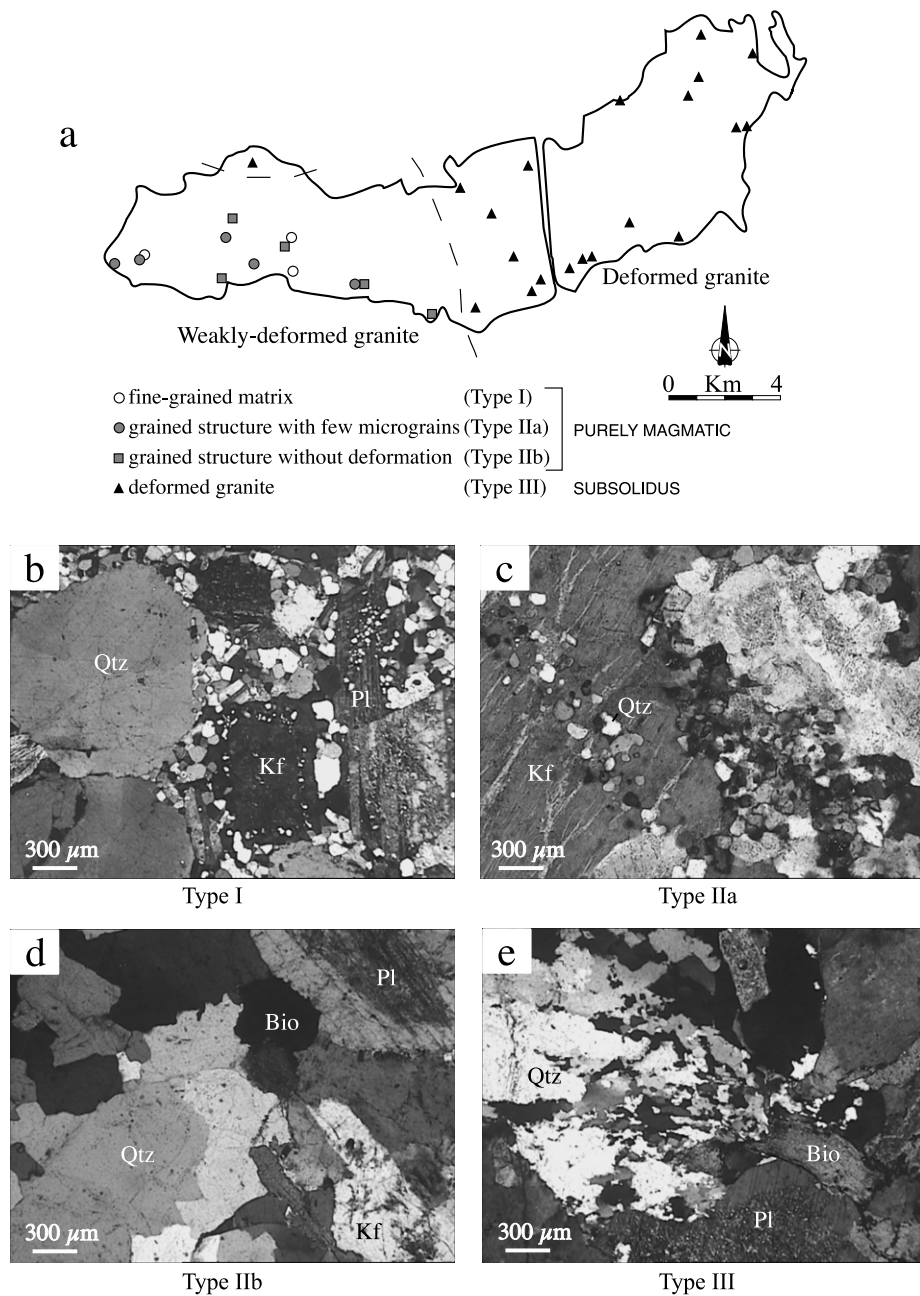 a
Deformed granite
Weakly-deformed granite
N
0 Km 4
fine-grained matrix (Type I)
grained structure with few micrograins (Type IIa)
PURELY MAGMATIC
grained structure without deformation (Type IIb)
deformed granite (Type III) SUBSOLIDUS
b
Qtz
Pl
Kf
300 µm
Type I
c
Qtz
Kf
300 µm
Type IIa
d
Pl
Bio
Qtz
Kf
300 µm
Type IIb
e
Qtz
Bio
Pl
300 µm
Type III